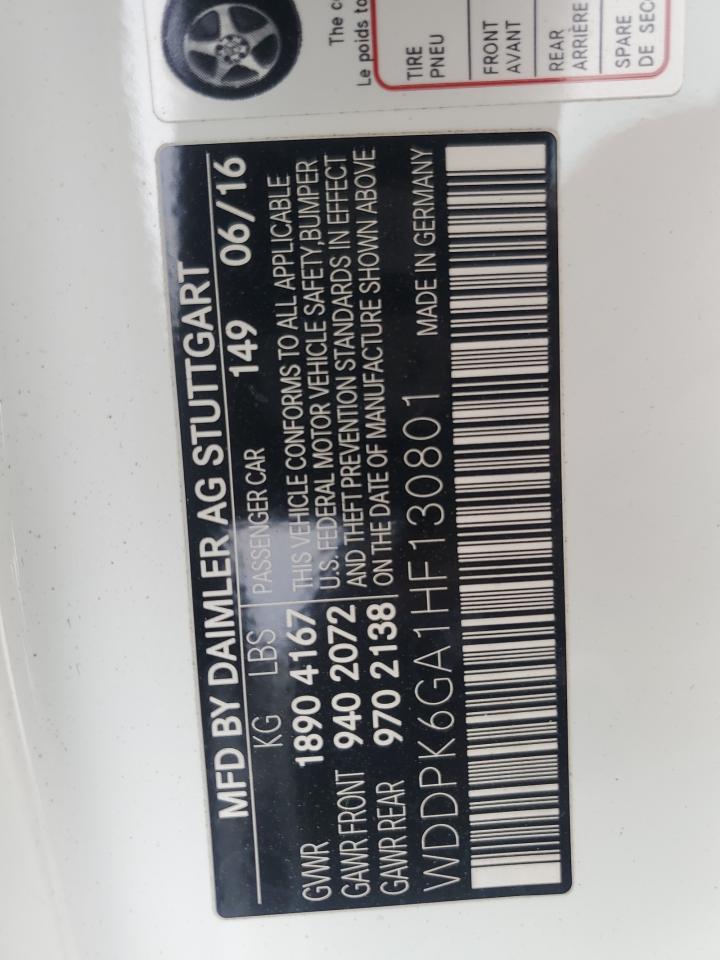 MFD BY DAIMLER AG STUTTGART
149 06/16
KG LBS PASSENGER CAR
GVWR 1890 4167 THIS VEHICLE CONFORMS TO ALL APPLICABLE
GAWR FRONT 940 2072 U.S. FEDERAL MOTOR VEHICLE SAFETY,BUMPER
AND THEFT PREVENTION STANDARDS IN EFFECT
GAWR REAR 970 2138 ON THE DATE OF MANUFACTURE SHOWN ABOVE
WDDPK6GA1HF130801 MADE IN GERMANY
The
Le poids
TIRE
PNEU
FRONT
AVANT
REAR
ARRIÈRE
SPARE
DE